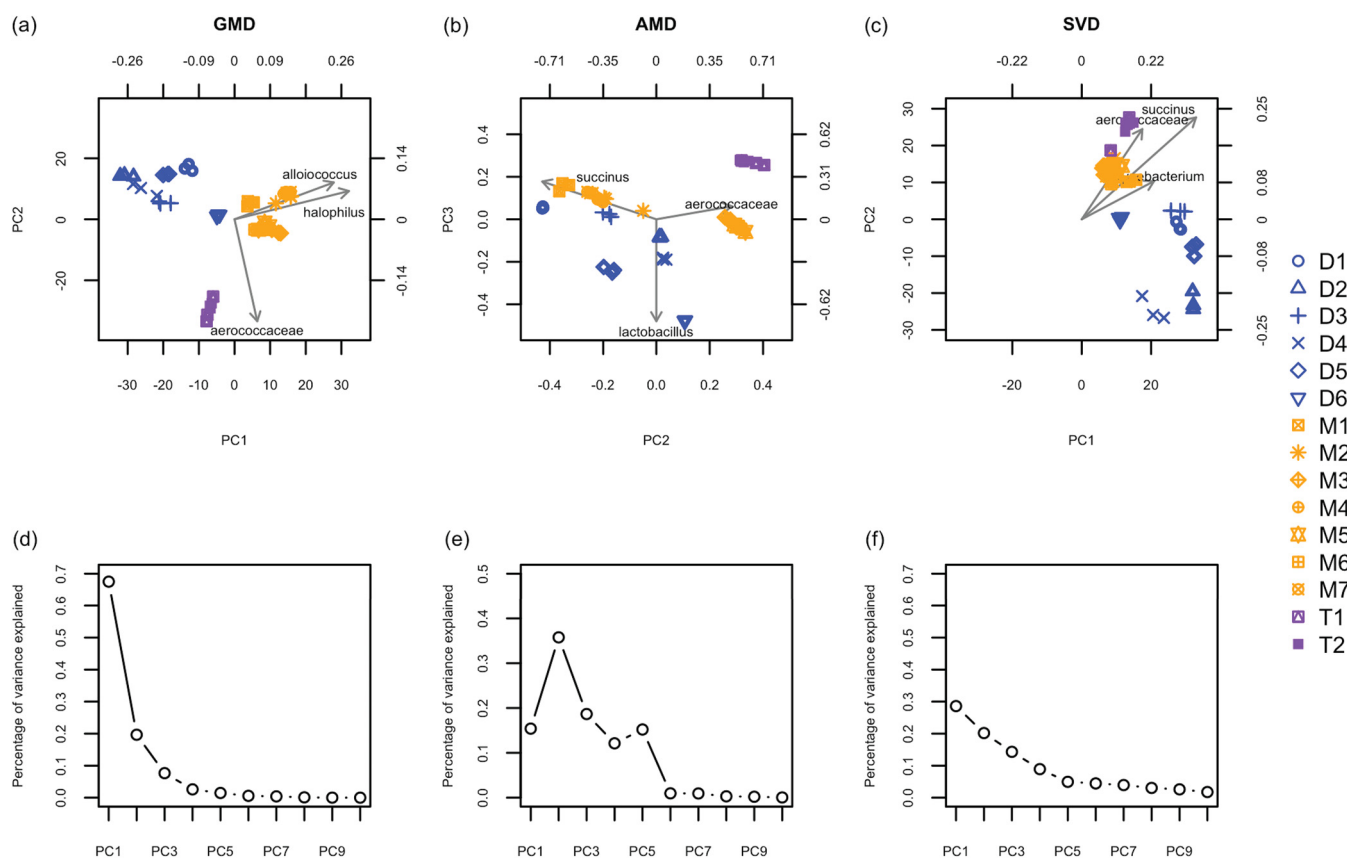 (a) GMD
-0.26 -0.09 0 0.09 0.26
PC2
20
0
20
0.14
0
-0.14
alloiococcus
halophilus
aerococcaceae
-30 -20 -10 0 10 20 30
PC1
(b) AMD
-0.71 -0.35 0 0.35 0.71
PC3
0.4
0.2
0.0
-0.2
-0.4
0.62
0.31
0
-0.62
succinus
aerococcaceae
lactobacillus
-0.4 -0.2 0.0 0.2 0.4
PC2
(c) SVD
-0.22 0 0.22
PC2
30
20
10
0
-10
-20
-30
0.25
0.08
0
-0.08
-0.25
succinus
aerococcaceae
-20 0 20
PC1
D1
D2
D3
D4
D5
D6
M1
M2
M3
M4
M5
M6
M7
T1
T2
(d)
Percentage of variance explained
0.7
0.6
0.5
0.4
0.3
0.2
0.1
0.0
PC1 PC3 PC5 PC7 PC9
(e)
Percentage of variance explained
0.5
0.4
0.3
0.2
0.1
0.0
PC1 PC3 PC5 PC7 PC9
(f)
Percentage of variance explained
0.7
0.6
0.5
0.4
0.3
0.2
0.1
0.0
PC1 PC3 PC5 PC7 PC9